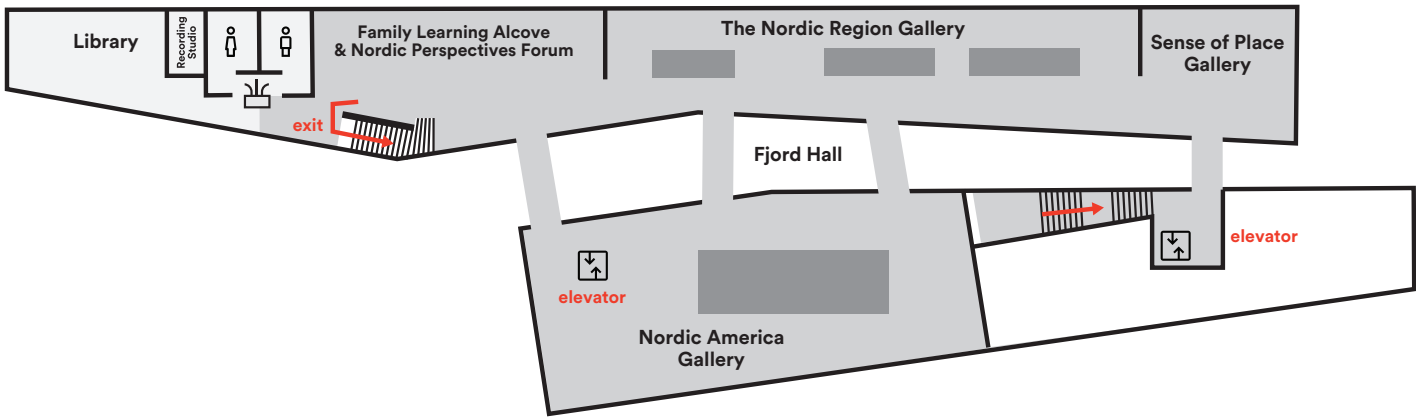 Library
Recording
Studio
Family Learning Alcove
& Nordic Perspectives Forum
The Nordic Region Gallery
Sense of Place
Gallery
exit
Fjord Hall
elevator
elevator
Nordic America
Gallery